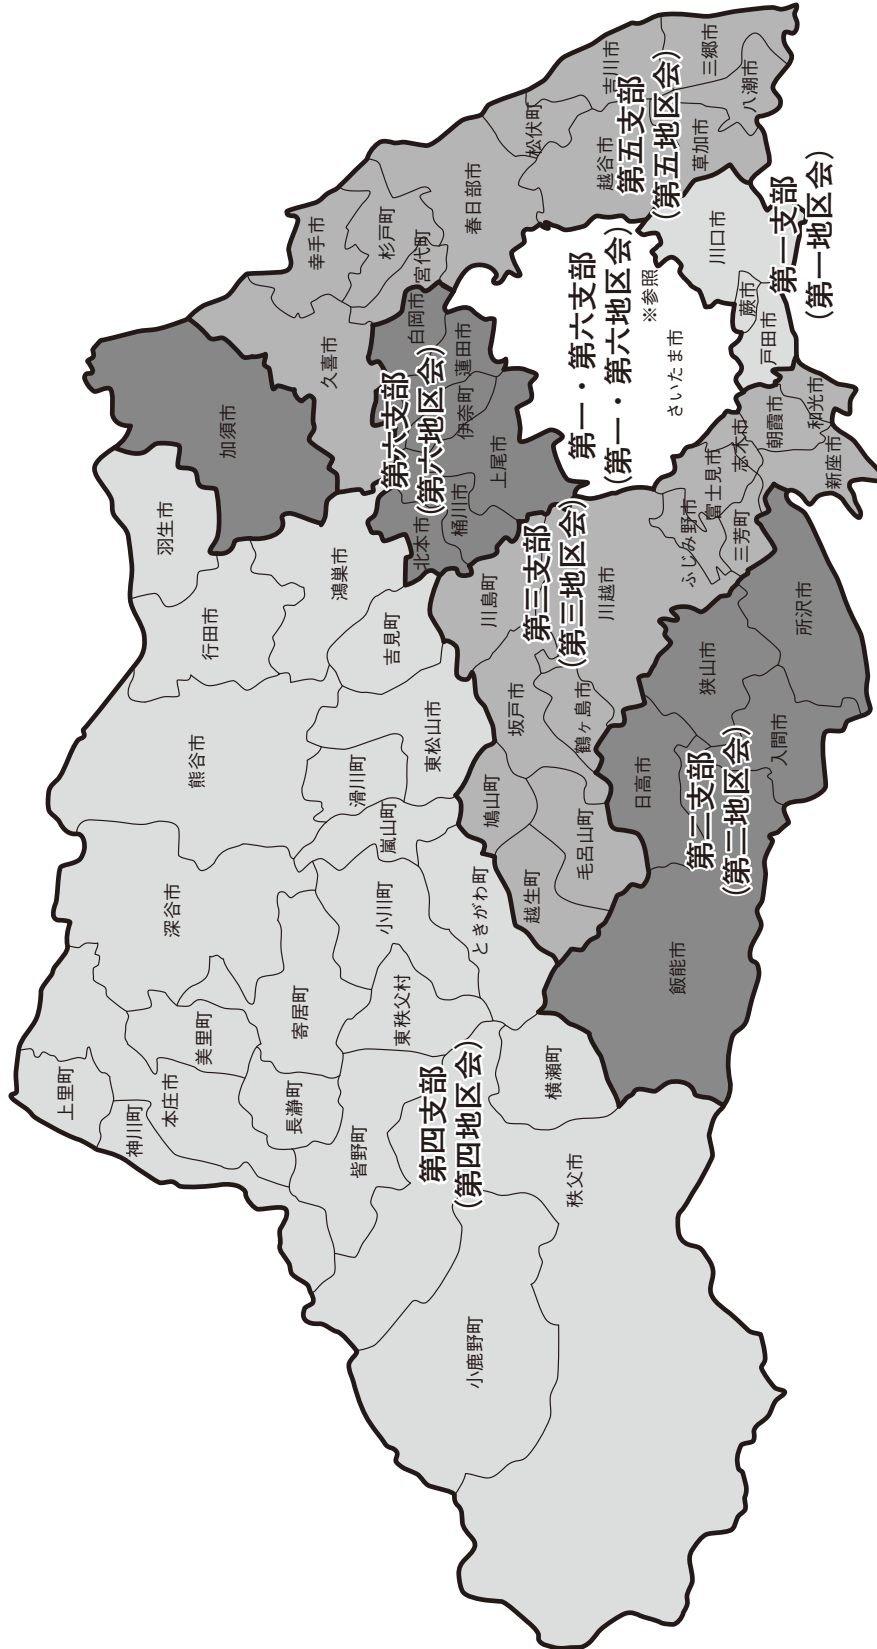 上里町
神川町
本庄市
美里町
深谷市
熊谷市
行田市
羽生市
加須市
長瀞町
寄居町
皆野町
東秩父村
小川町
嵐山町
滑川町
東松山市
吉見町
鴻巣市
ときがわ町
小鹿野町
秩父市
横瀬町
第四支部
(第四地区会)
北本市
桶川市
上尾市
伊奈町
蓮田市
白岡市
第六支部
(第六地区会)
久喜市
幸手市
杉戸町
宮代町
春日部市
松伏町
越谷市
吉川市
三郷市
八潮市
草加市
第五支部
(第五地区会)
越生町
毛呂山町
鳩山町
坂戸市
鶴ヶ島市
川島町
川越市
ふじみ野市
富士見市
三芳町
志木市
朝霞市
和光市
新座市
第三支部
(第三地区会)
第一・第六支部
(第一・第六地区会)
※参照
さいたま市
川口市
蕨市
戸田市
第一支部
(第一地区会)
飯能市
日高市
狭山市
入間市
所沢市
第二支部
(第二地区会)